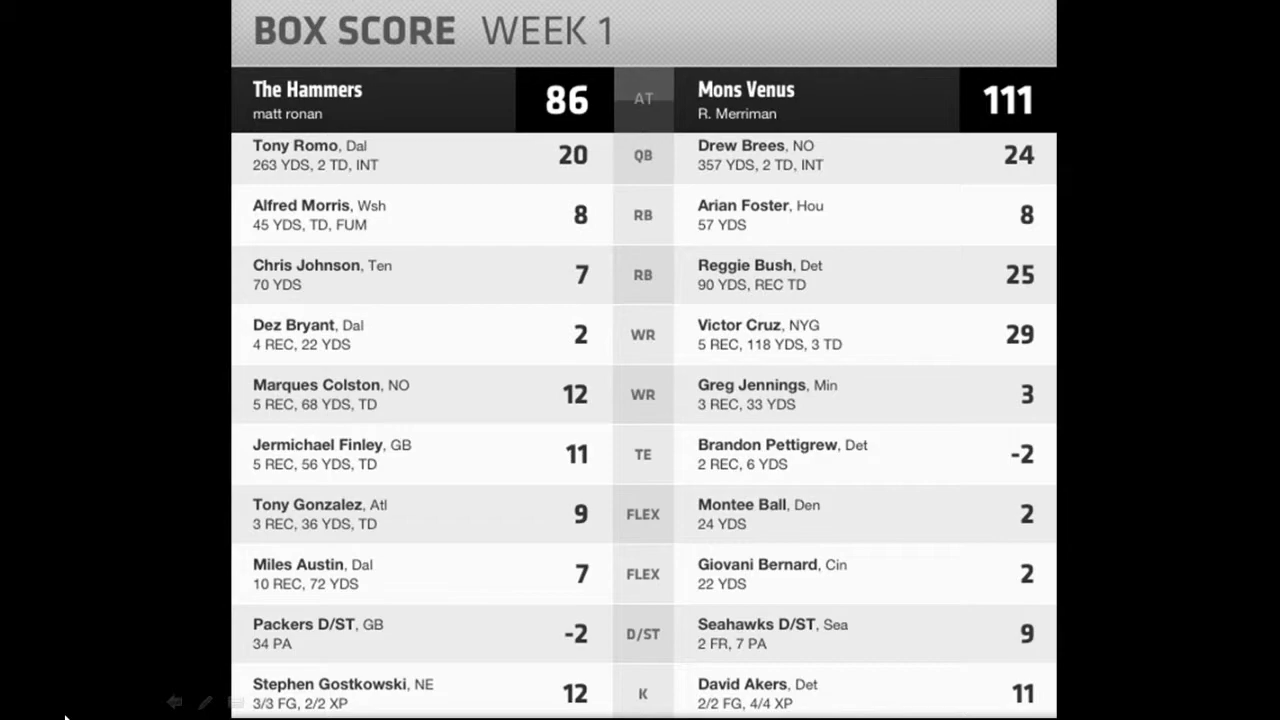 BOX SCORE WEEK 1
The Hammers
matt ronan
86
AT
Mons Venus
R. Merriman
111
Tony Romo, Dal
263 YDS, 2 TD, INT
20
QB
Drew Brees, NO
357 YDS, 2 TD, INT
24
Alfred Morris, Wsh
45 YDS, TD, FUM
8
RB
Arian Foster, Hou
57 YDS
8
Chris Johnson, Ten
70 YDS
7
RB
Reggie Bush, Det
90 YDS, REC TD
25
Dez Bryant, Dal
4 REC, 22 YDS
2
WR
Victor Cruz, NYG
5 REC, 118 YDS, 3 TD
29
Marques Colston, NO
5 REC, 68 YDS, TD
12
WR
Greg Jennings, Min
3 REC, 33 YDS
3
Jermichael Finley, GB
5 REC, 56 YDS, TD
11
TE
Brandon Pettigrew, Det
2 REC, 6 YDS
-2
Tony Gonzalez, Atl
3 REC, 36 YDS, TD
9
FLEX
Montee Ball, Den
24 YDS
2
Miles Austin, Dal
10 REC, 72 YDS
7
FLEX
Giovani Bernard, Cin
22 YDS
2
Packers D/ST, GB
34 PA
-2
D/ST
Seahawks D/ST, Sea
2 FR, 7 PA
9
Stephen Gostkowski, NE
3/3 FG, 2/2 XP
12
K
David Akers, Det
2/2 FG, 4/4 XP
11